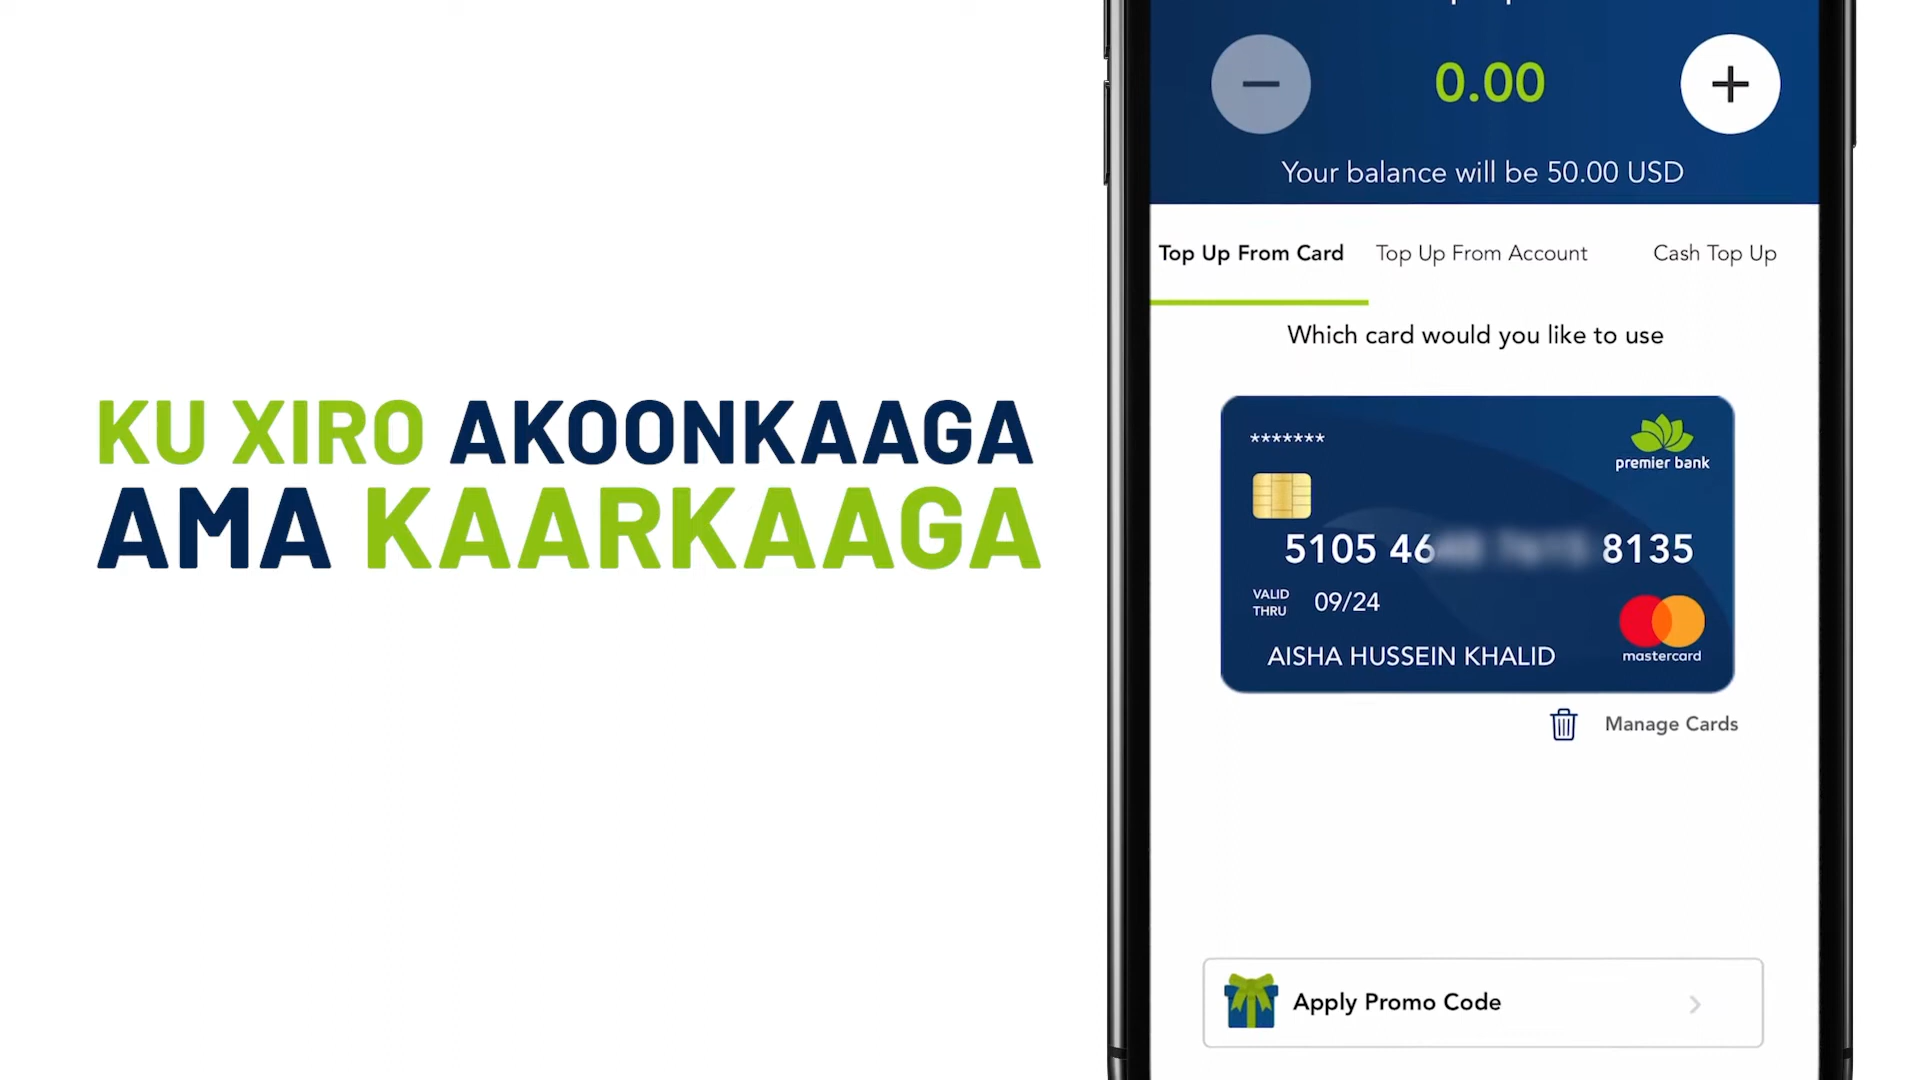 KU XIRO AKOONKAAGA
AMA KAARKAAGA
0.00
Your balance will be 50.00 USD
Top Up From Card
Top Up From Account
Cash Top Up
Which card would you like to use
*******
premier bank
5105 46 8135
VALID THRU 09/24
AISHA HUSSEIN KHALID
mastercard
Manage Cards
Apply Promo Code